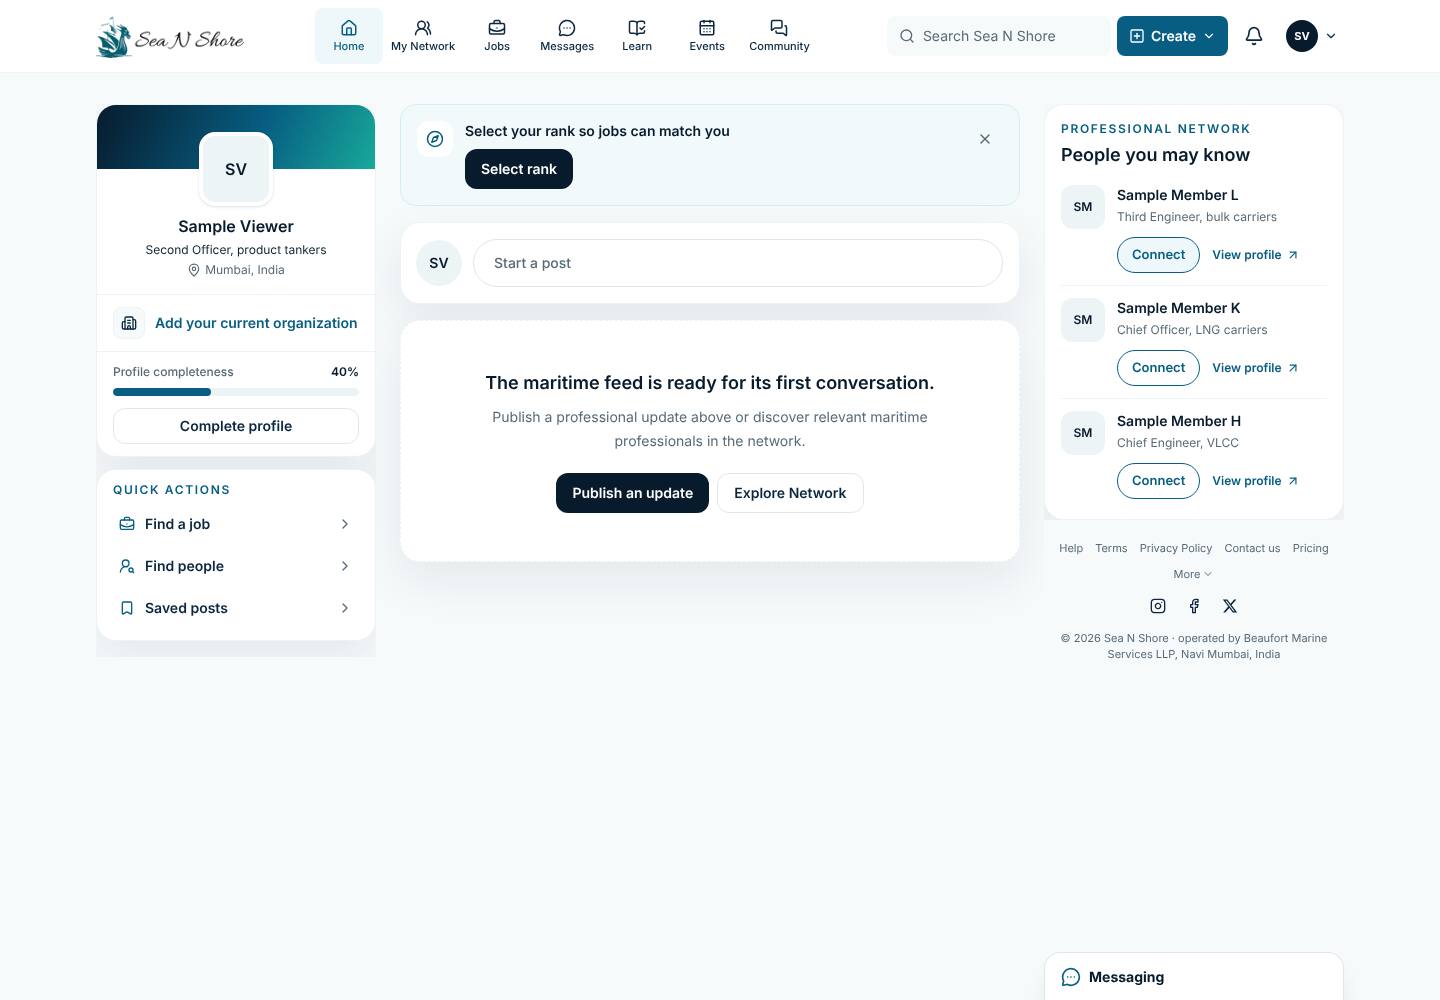 Sea N Shore
Home
My Network
Jobs
Messages
Learn
Events
Community
Search Sea N Shore
Create
SV
SV
Sample Viewer
Second Officer, product tankers
Mumbai, India
Add your current organization
Profile completeness 40%
Complete profile
QUICK ACTIONS
Find a job
Find people
Saved posts
Select your rank so jobs can match you
Select rank
SV
Start a post
The maritime feed is ready for its first conversation.
Publish a professional update above or discover relevant maritime
professionals in the network.
Publish an update
Explore Network
PROFESSIONAL NETWORK
People you may know
SM
Sample Member L
Third Engineer, bulk carriers
Connect
View profile
SM
Sample Member K
Chief Officer, LNG carriers
Connect
View profile
SM
Sample Member H
Chief Engineer, VLCC
Connect
View profile
Help Terms Privacy Policy Contact us Pricing
More
© 2026 Sea N Shore · operated by Beaufort Marine
Services LLP, Navi Mumbai, India
Messaging